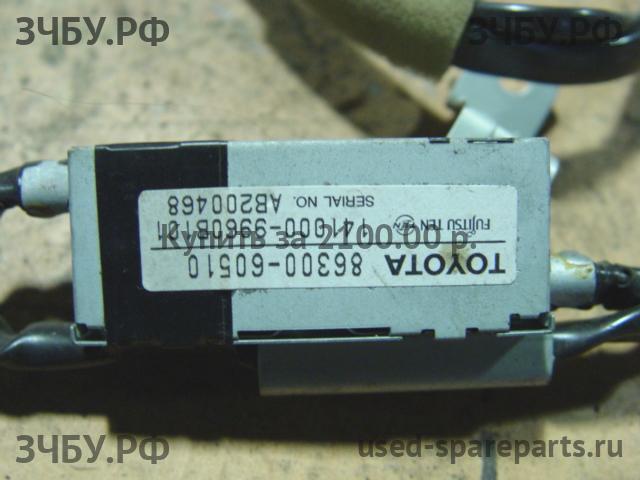 ЗЧБУ.РФ
ЗЧБУ.РФ
TOYOTA 86300-60510
FUJITSU TEN TEN
SERIAL NO. AB200468
Купить за 2100.00 р.
ЗЧБУ.РФ
used-spareparts.ru